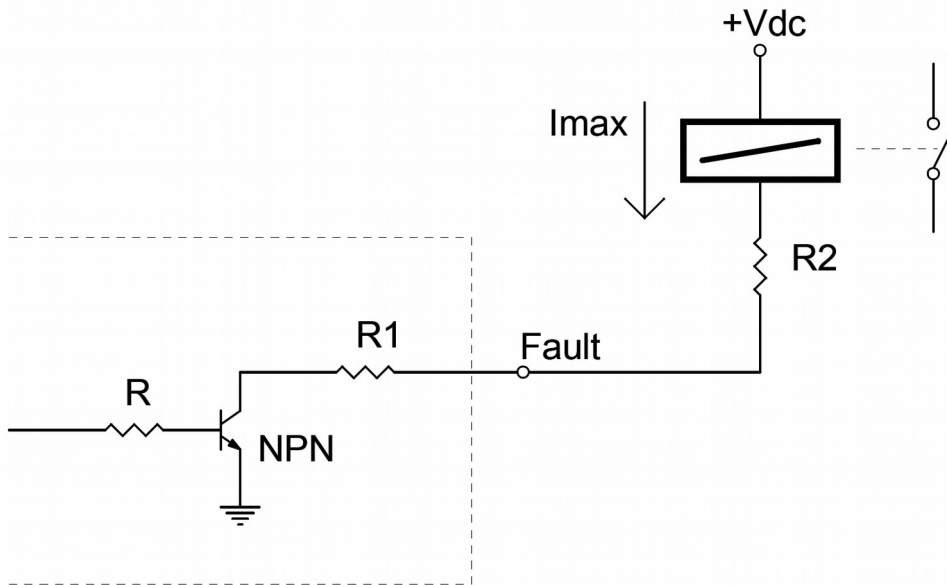 +Vdc
Imax
R2
R1
Fault
R
NPN